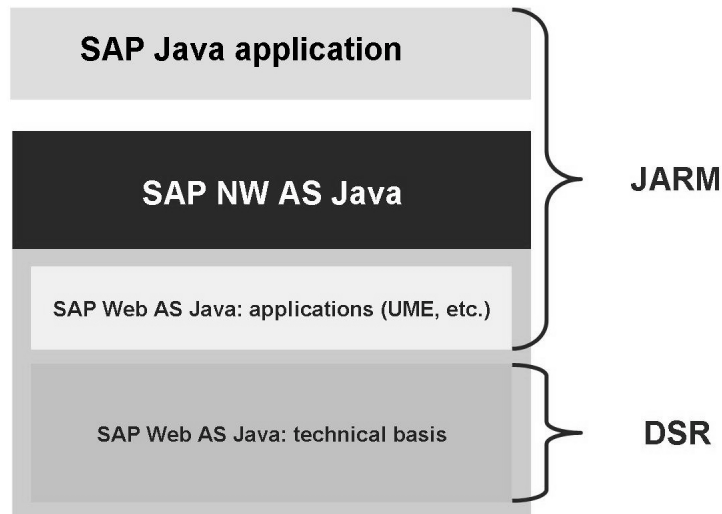 SAP Java application
JARM
SAP NW AS Java
SAP Web AS Java: applications (UME, etc.)
SAP Web AS Java: technical basis
DSR